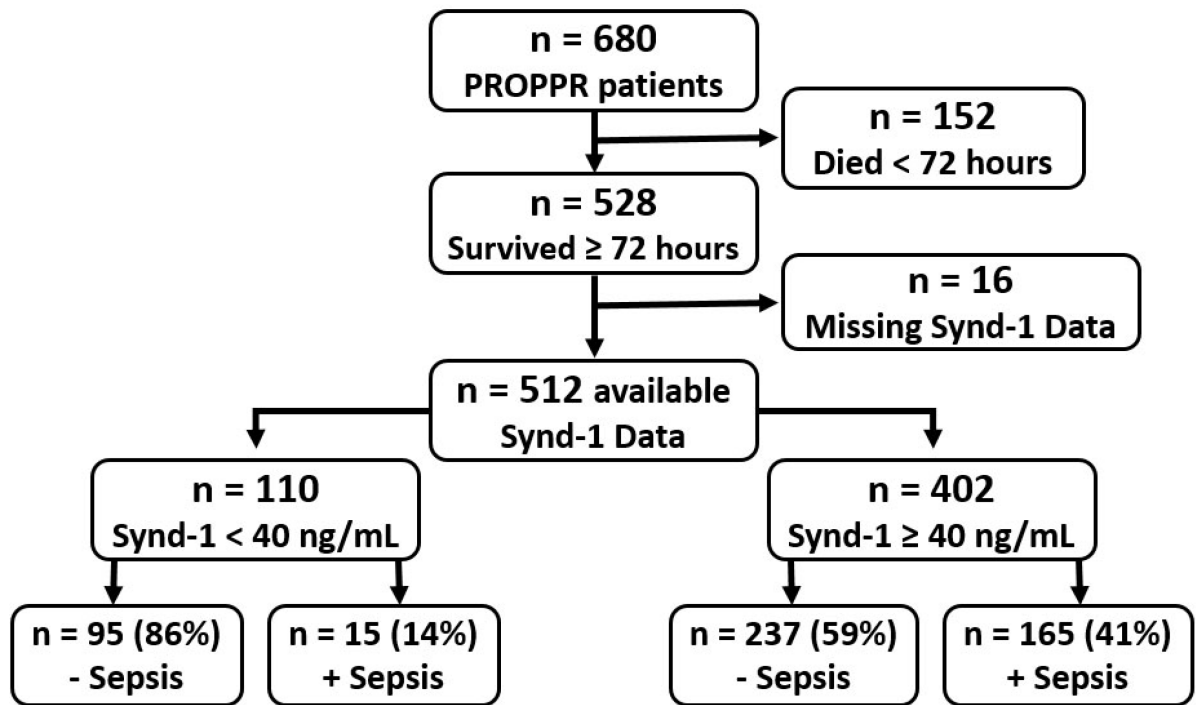 n = 680
PROPPR patients
n = 152
Died < 72 hours
n = 528
Survived ≥ 72 hours
n = 16
Missing Synd-1 Data
n = 512 available
Synd-1 Data
n = 110
Synd-1 < 40 ng/mL
n = 402
Synd-1 ≥ 40 ng/mL
n = 95 (86%)
- Sepsis
n = 15 (14%)
+ Sepsis
n = 237 (59%)
- Sepsis
n = 165 (41%)
+ Sepsis